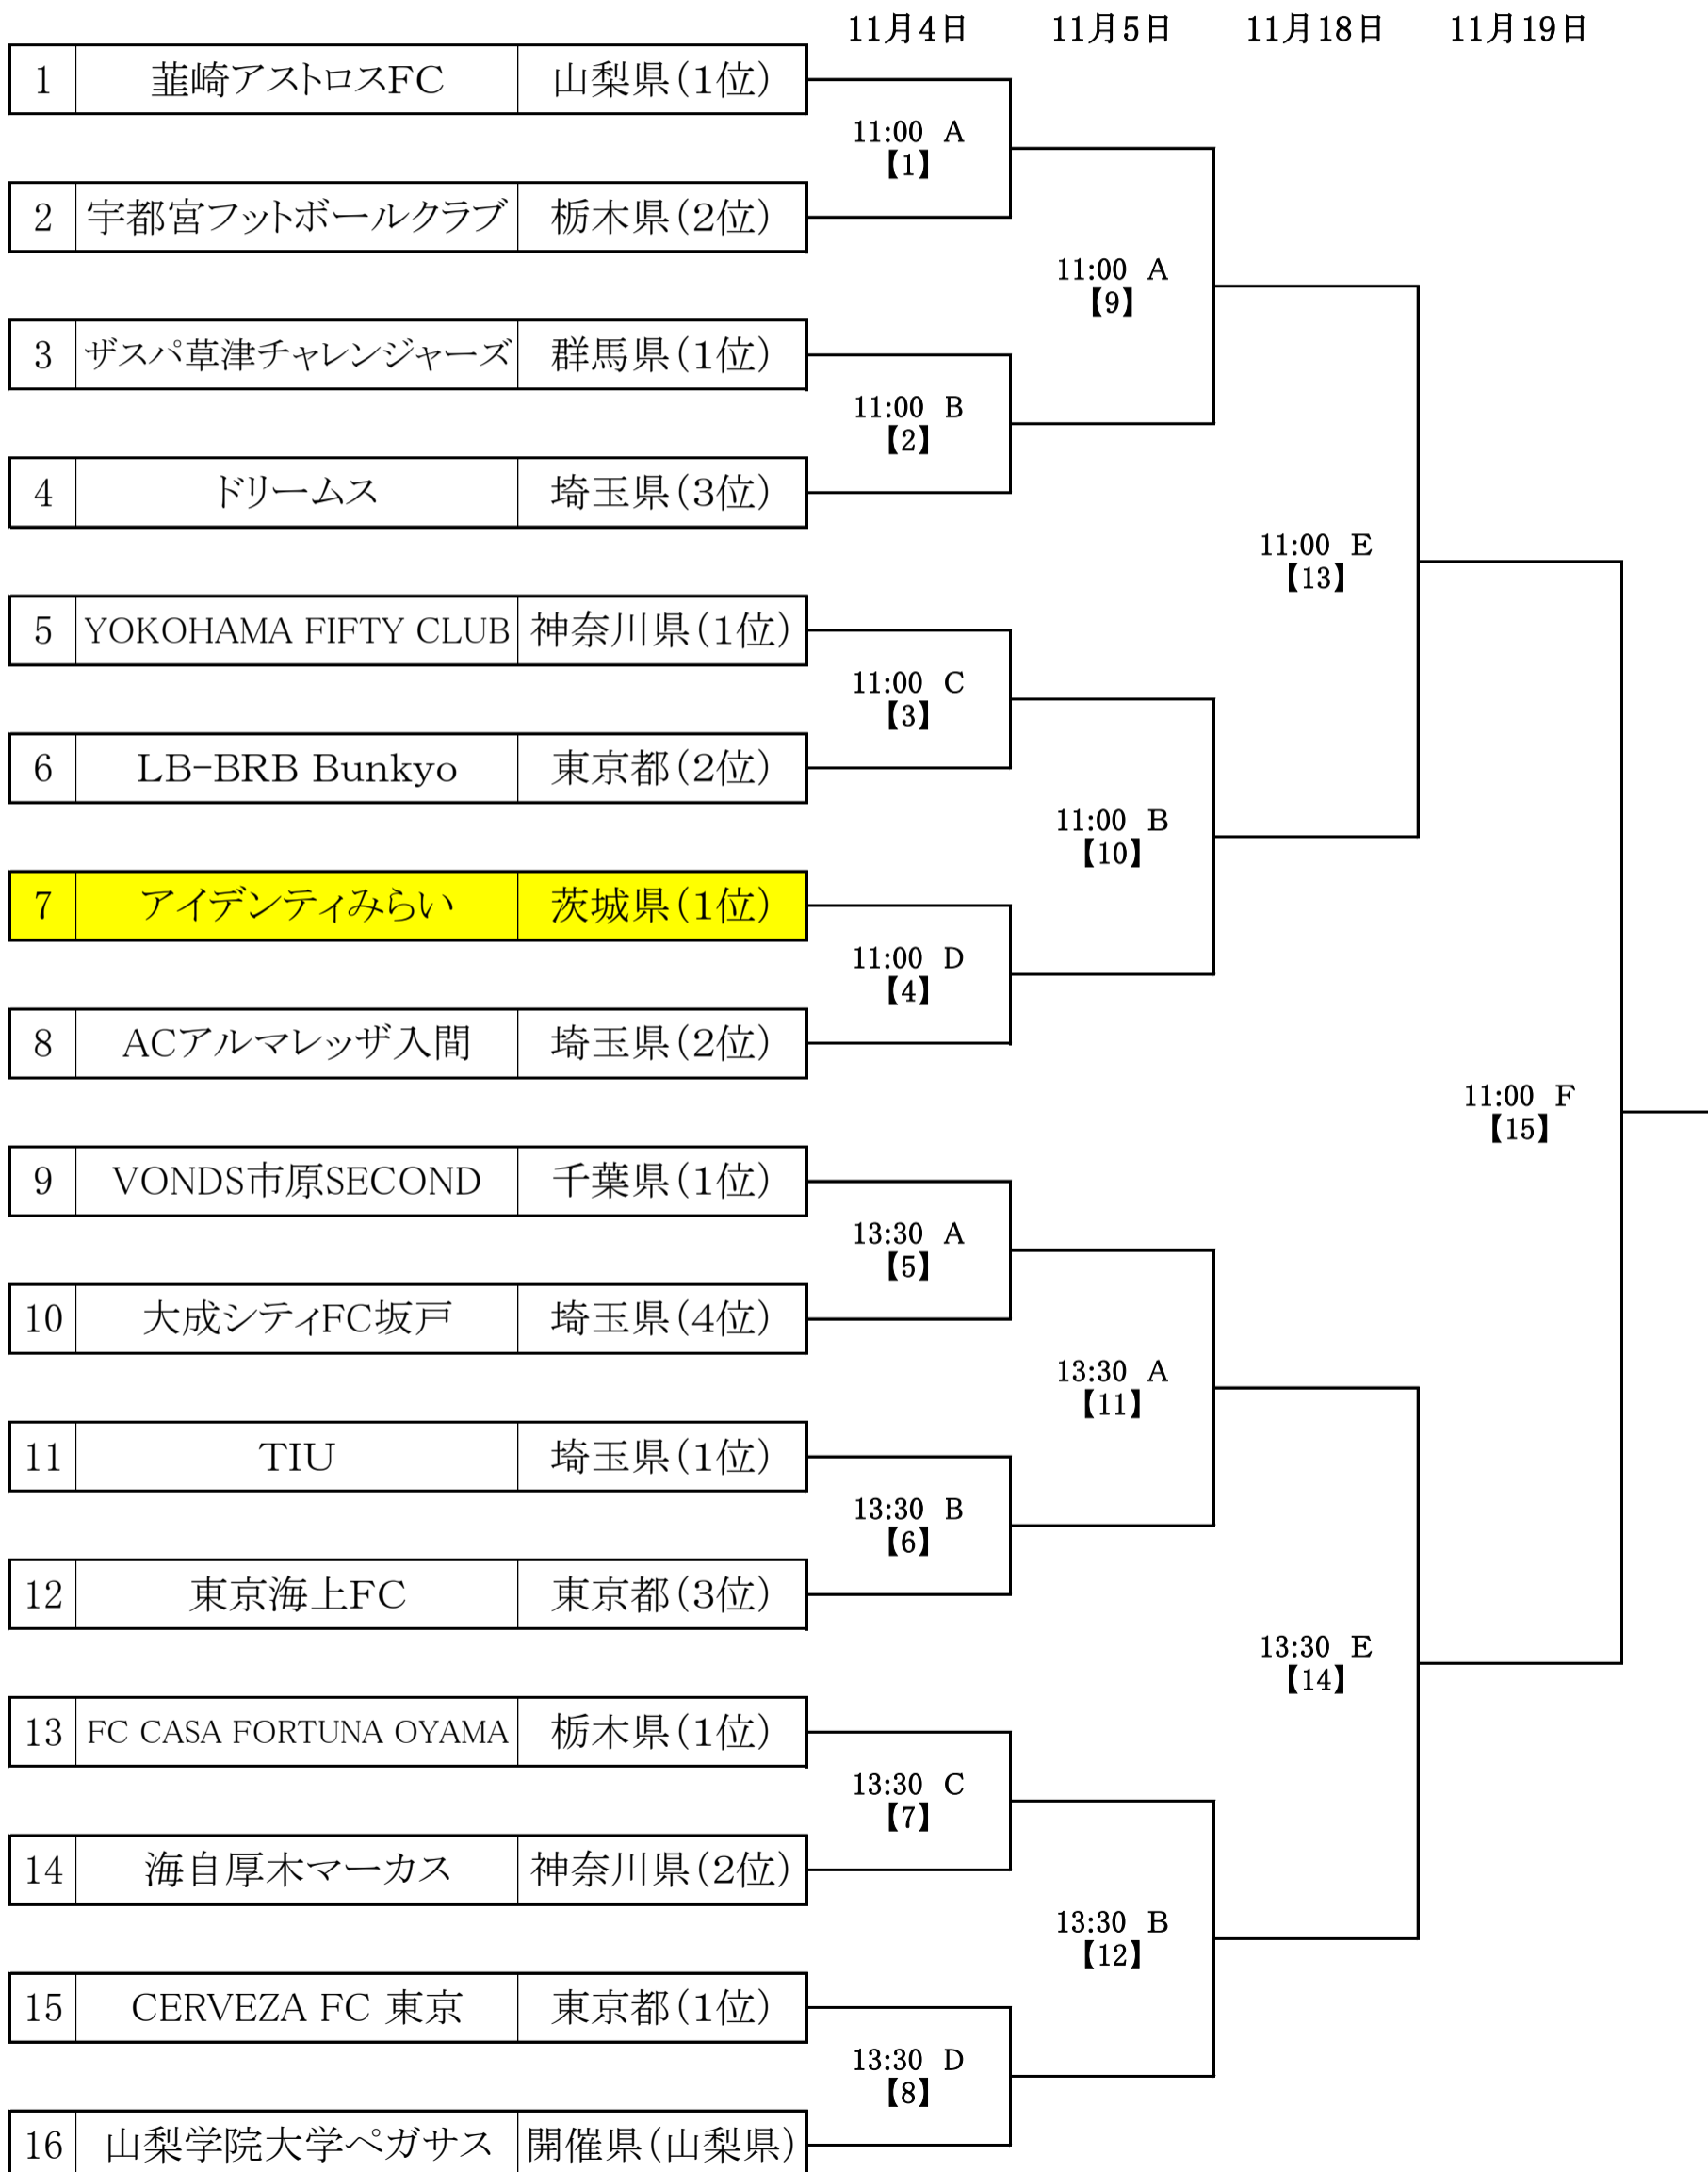 11月4日 11月5日 11月18日 11月19日
1 韮崎アストロスFC 山梨県（1位）
11:00 A
【1】
2 宇都宮フットボールクラブ 栃木県（2位）
11:00 A
【9】
3 ザスパ草津チャレンジャーズ 群馬県（1位）
11:00 B
【2】
4 ドリームス 埼玉県（3位）
11:00 E
【13】
5 YOKOHAMA FIFTY CLUB 神奈川県（1位）
11:00 C
【3】
6 LB-BRB Bunkyo 東京都（2位）
11:00 B
【10】
7 アイデンティみらい 茨城県（1位）
11:00 D
【4】
8 ACアルマレッザ入間 埼玉県（2位）
11:00 F
【15】
9 VONDS市原SECOND 千葉県（1位）
13:30 A
【5】
10 大成シティFC坂戸 埼玉県（4位）
13:30 A
【11】
11 TIU 埼玉県（1位）
13:30 B
【6】
12 東京海上FC 東京都（3位）
13:30 E
【14】
13 FC CASA FORTUNA OYAMA 栃木県（1位）
13:30 C
【7】
14 海自厚木マーカス 神奈川県（2位）
13:30 B
【12】
15 CERVEZA FC 東京 東京都（1位）
13:30 D
【8】
16 山梨学院大学ペガサス 開催県（山梨県）